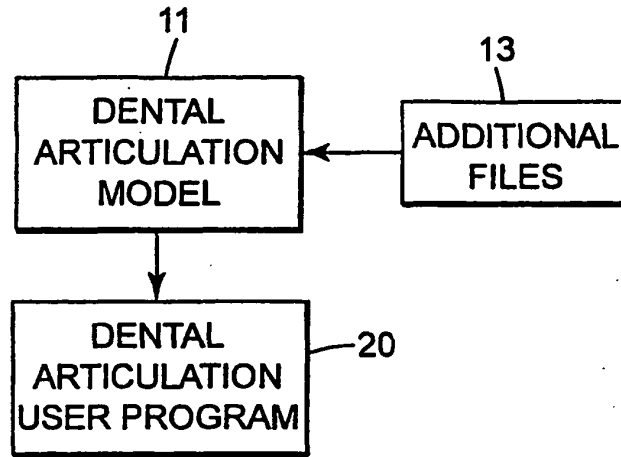 11
DENTAL
ARTICULATION
MODEL
13
ADDITIONAL
FILES
DENTAL
ARTICULATION
USER PROGRAM
20